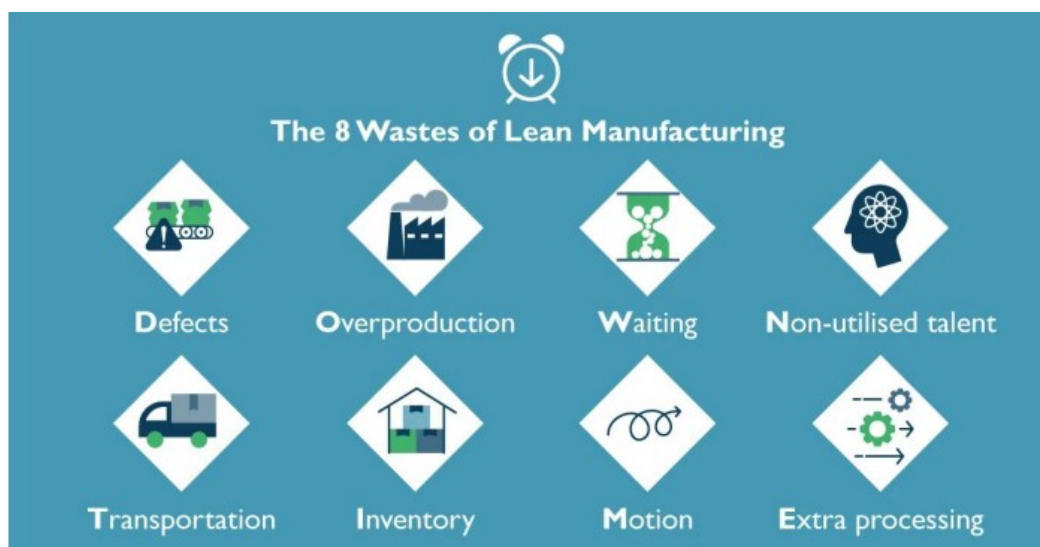 The 8 Wastes of Lean Manufacturing
Defects
Overproduction
Waiting
Non-utilised talent
Transportation
Inventory
Motion
Extra processing